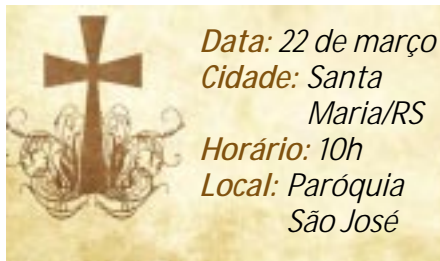 Data: 22 de março
Cidade: Santa
Maria/RS
Horário: 10h
Local: Paróquia
São José